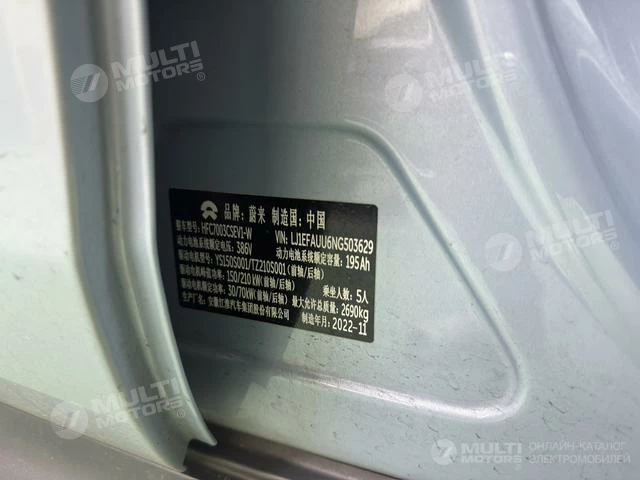 MULTI MOTORS®
MULTI MOTORS®
品牌: 蔚来 制造国: 中国
整车型号: HFC7003CSEV1-W
VIN: LJ1EFAUU6NG503629
动力电池系统额定电压: 386V
动力电池系统额定容量: 195Ah
驱动电机型号: YS150S001/TZ210S001(前轴/后轴)
驱动电机峰值功率: 150/210kW(前轴/后轴)
乘坐人数: 5人
驱动电机额定功率: 30/70kW(前轴/后轴)
最大允许总质量: 2690kg
生产厂名: 安徽江淮汽车集团股份有限公司
制造年月: 2022-11
MULTI MOTORS®
MULTI MOTORS
ОНЛАЙН-КАТАЛОГ
ЭЛЕКТРОМОБИЛЕЙ